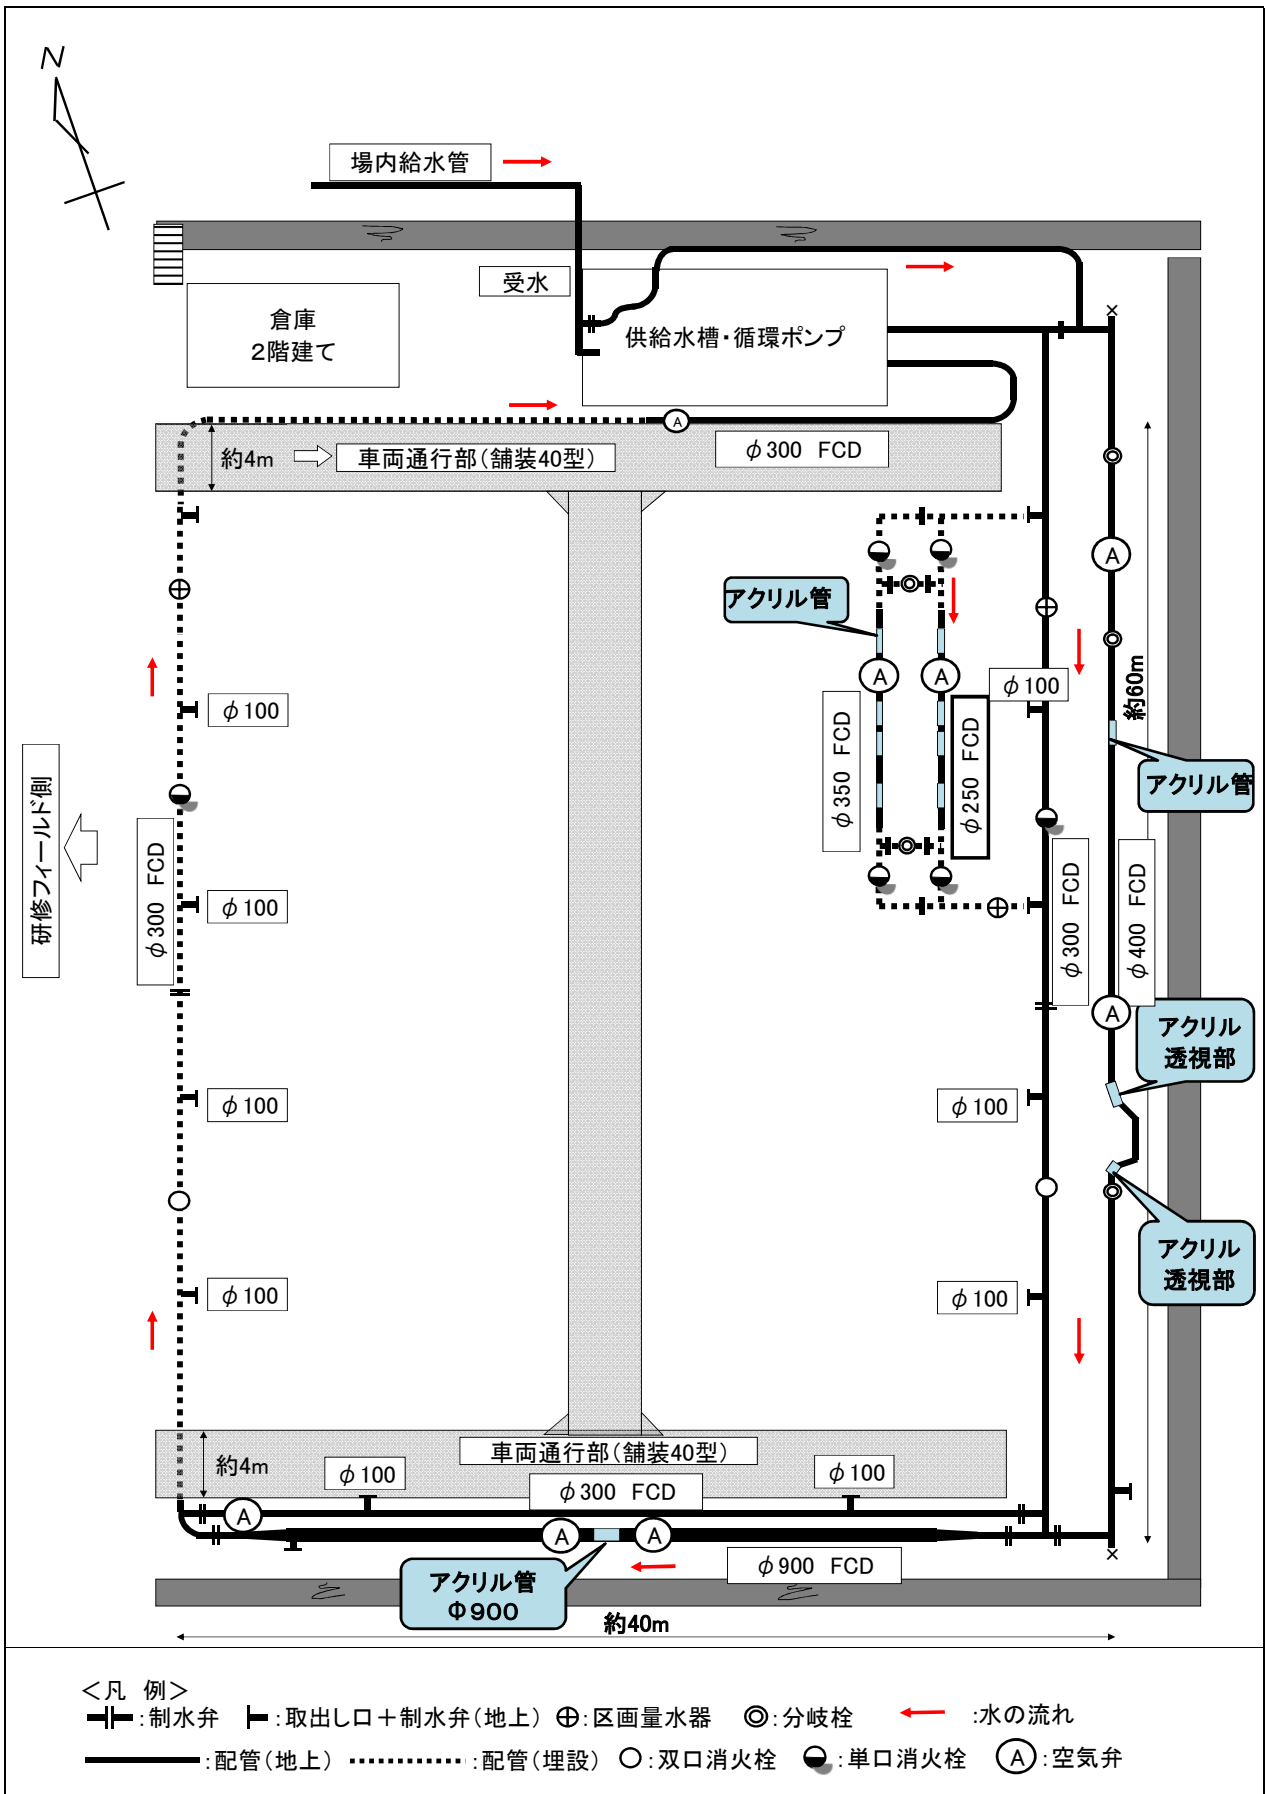 N
場内給水管
受水
倉庫
2階建て
供給水槽・循環ポンプ
A
φ300 FCD
約4m
車両通行部(舗装40型)
A
アクリル管
A
A
φ100
約60m
φ100
φ350 FCD
φ250 FCD
アクリル管
研修フィールド側
φ300 FCD
φ100
φ300 FCD
φ400 FCD
A
アクリル
透視部
φ100
φ100
アクリル
透視部
φ100
φ100
車両通行部(舗装40型)
約4m
φ100
φ100
φ300 FCD
A
A
A
φ900 FCD
アクリル管
Φ900
約40m
<凡 例>
:制水弁
:取出し口+制水弁(地上)
:区画量水器
:分岐栓
:水の流れ
:配管(地上)
:配管(埋設)
:双口消火栓
:単口消火栓
A
:空気弁